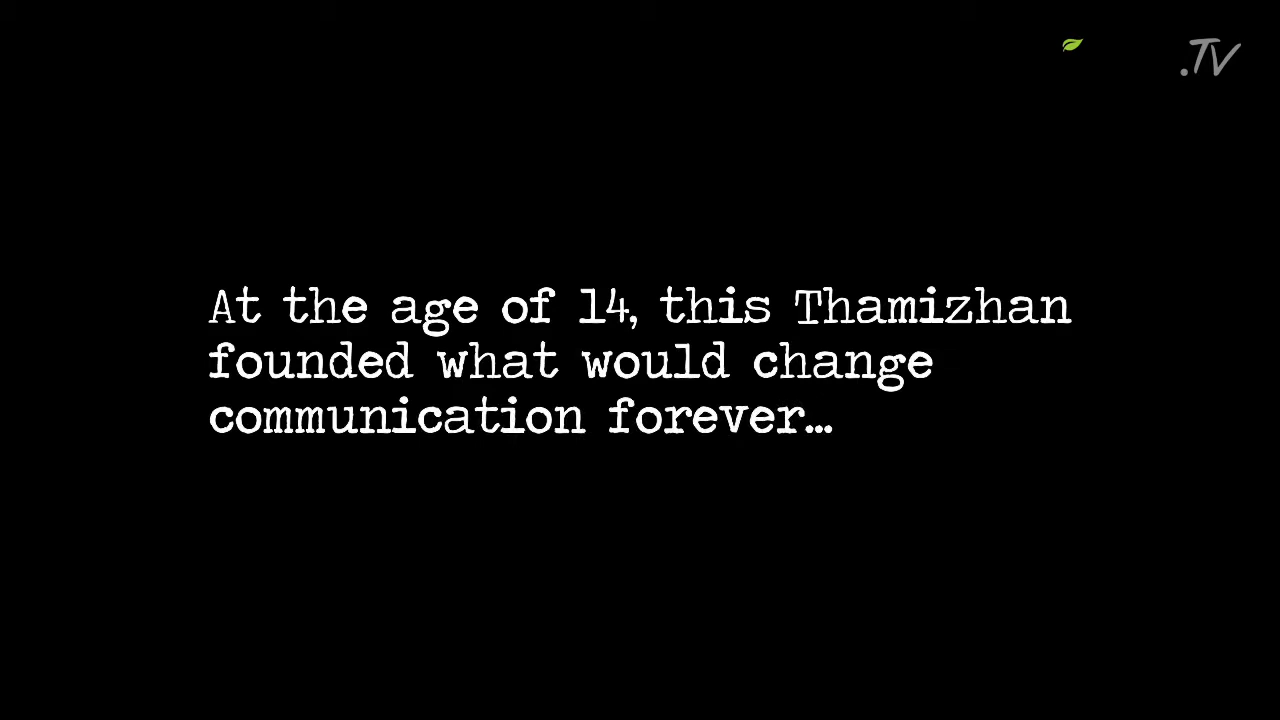 .TV
At the age of 14, this Thamizhan
founded what would change
communication forever...